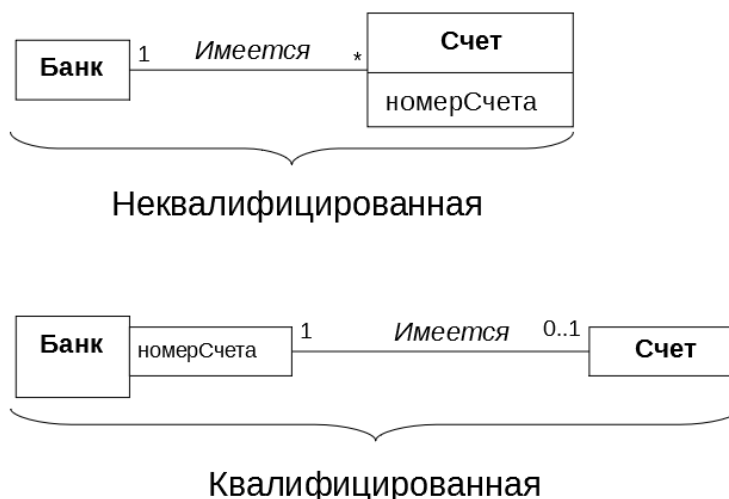 Банк 1 Имеется * Счет
номерСчета
Неквалифицированная
Банк номерСчета 1 Имеется 0..1 Счет
Квалифицированная